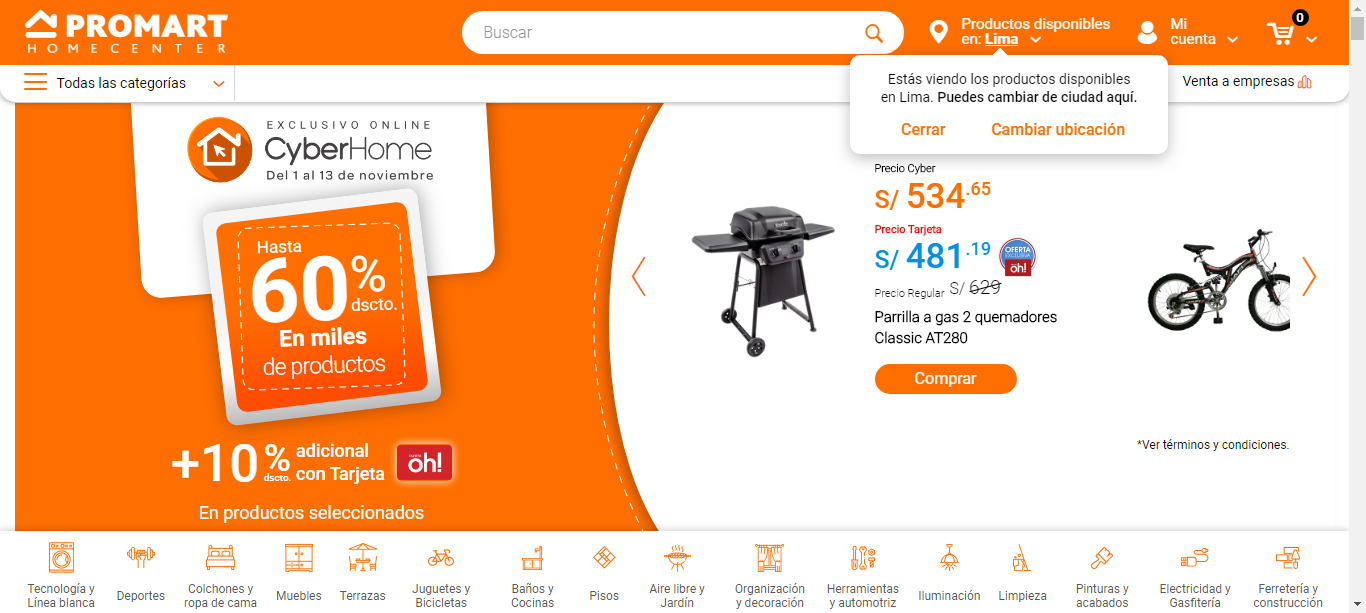 PROMART
HOMECENTER
Buscar
Productos disponibles
en: Lima
Mi
cuenta
0
Todas las categorías
Venta a empresas
Estás viendo los productos disponibles
en Lima. Puedes cambiar de ciudad aquí.
Cerrar
Cambiar ubicación
EXCLUSIVO ONLINE
CyberHome
Del 1 al 13 de noviembre
Hasta
60%
dscto.
En miles
de productos
+10% dscto.
adicional
con Tarjeta
TARJETA
oh!
En productos seleccionados
Precio Cyber
S/ 534.65
Precio Tarjeta
S/ 481.19
OFERTA
EXCLUSIVA
oh!
Precio Regular S/ 629
Parrilla a gas 2 quemadores
Classic AT280
Comprar
*Ver términos y condiciones.
Tecnología y
Línea blanca
Deportes
Colchones y
ropa de cama
Muebles
Terrazas
Juguetes y
Bicicletas
Baños y
Cocinas
Pisos
Aire libre y
Jardín
Organización
y decoración
Herramientas
y automotriz
Iluminación
Limpieza
Pinturas y
acabados
Electricidad y
Gasfitería
Ferretería y
construcción